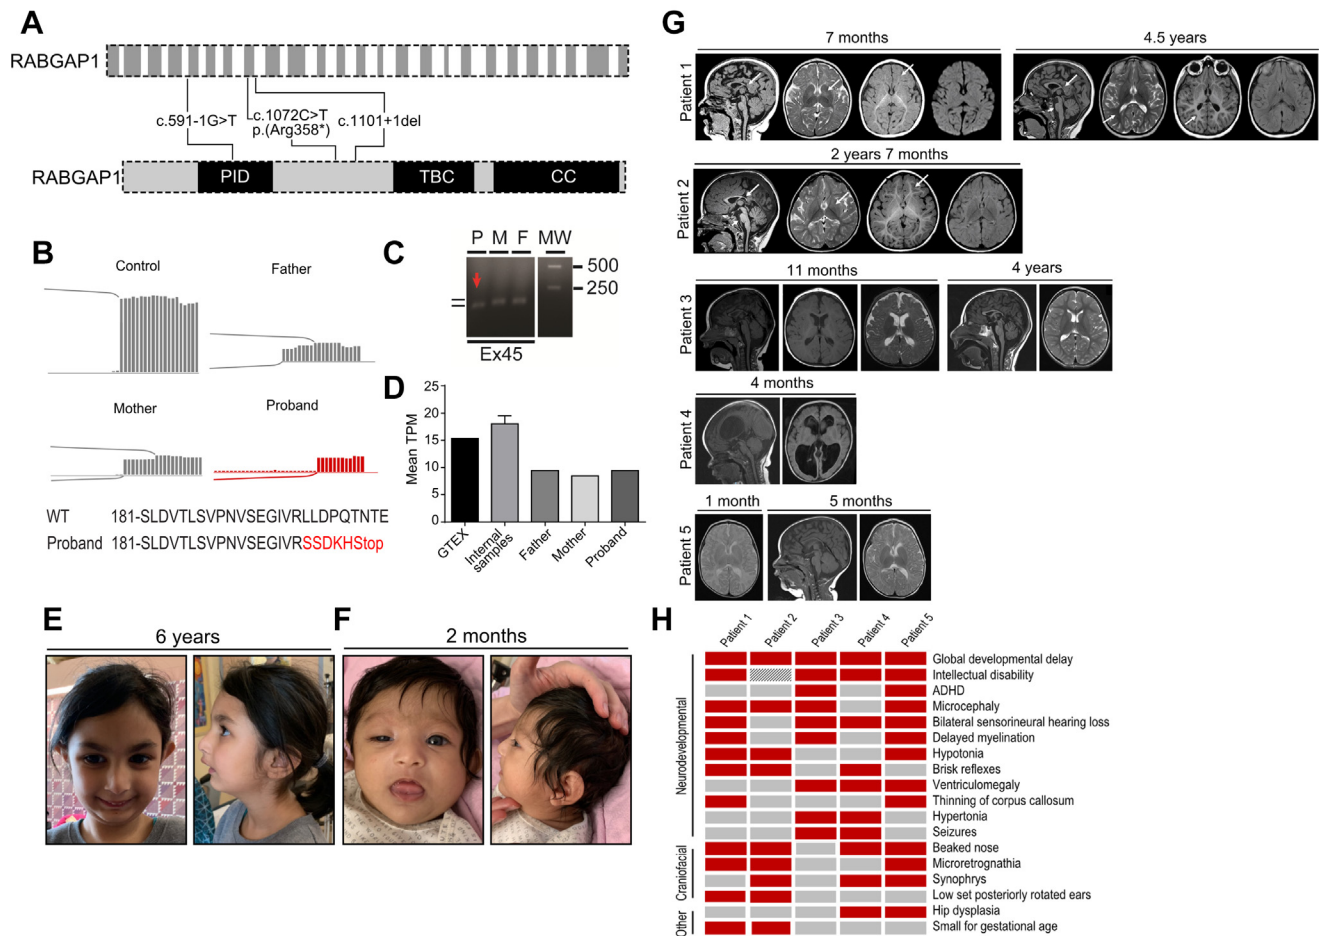 A
RABGAP1
c.591-1G>T
c.1072C>T
p.(Arg358*)
c.1101+1del
RABGAP1
PID
TBC
CC
B
Control
Father
Mother
Proband
WT 181-SLDVTLSVPNVSEGIVRLLDPQTNTE
Proband 181-SLDVTLSVPNVSEGIVRSSDKHStop
C
P M F MW
500
250
Ex45
D
Mean TPM
25
20
15
10
5
0
GTEX
Internal samples
Father
Mother
Proband
E
6 years
F
2 months
G
7 months
4.5 years
Patient 1
2 years 7 months
Patient 2
11 months
4 years
Patient 3
4 months
Patient 4
1 month
5 months
Patient 5
H
Patient 1
Patient 2
Patient 3
Patient 4
Patient 5
Neurodevelopmental
Global developmental delay
Intellectual disability
ADHD
Microcephaly
Bilateral sensorineural hearing loss
Delayed myelination
Hypotonia
Brisk reflexes
Ventriculomegaly
Thinning of corpus callosum
Hypertonia
Seizures
Craniofacial
Beaked nose
Microretrognathia
Synophrys
Low set posteriorly rotated ears
Other
Hip dysplasia
Small for gestational age